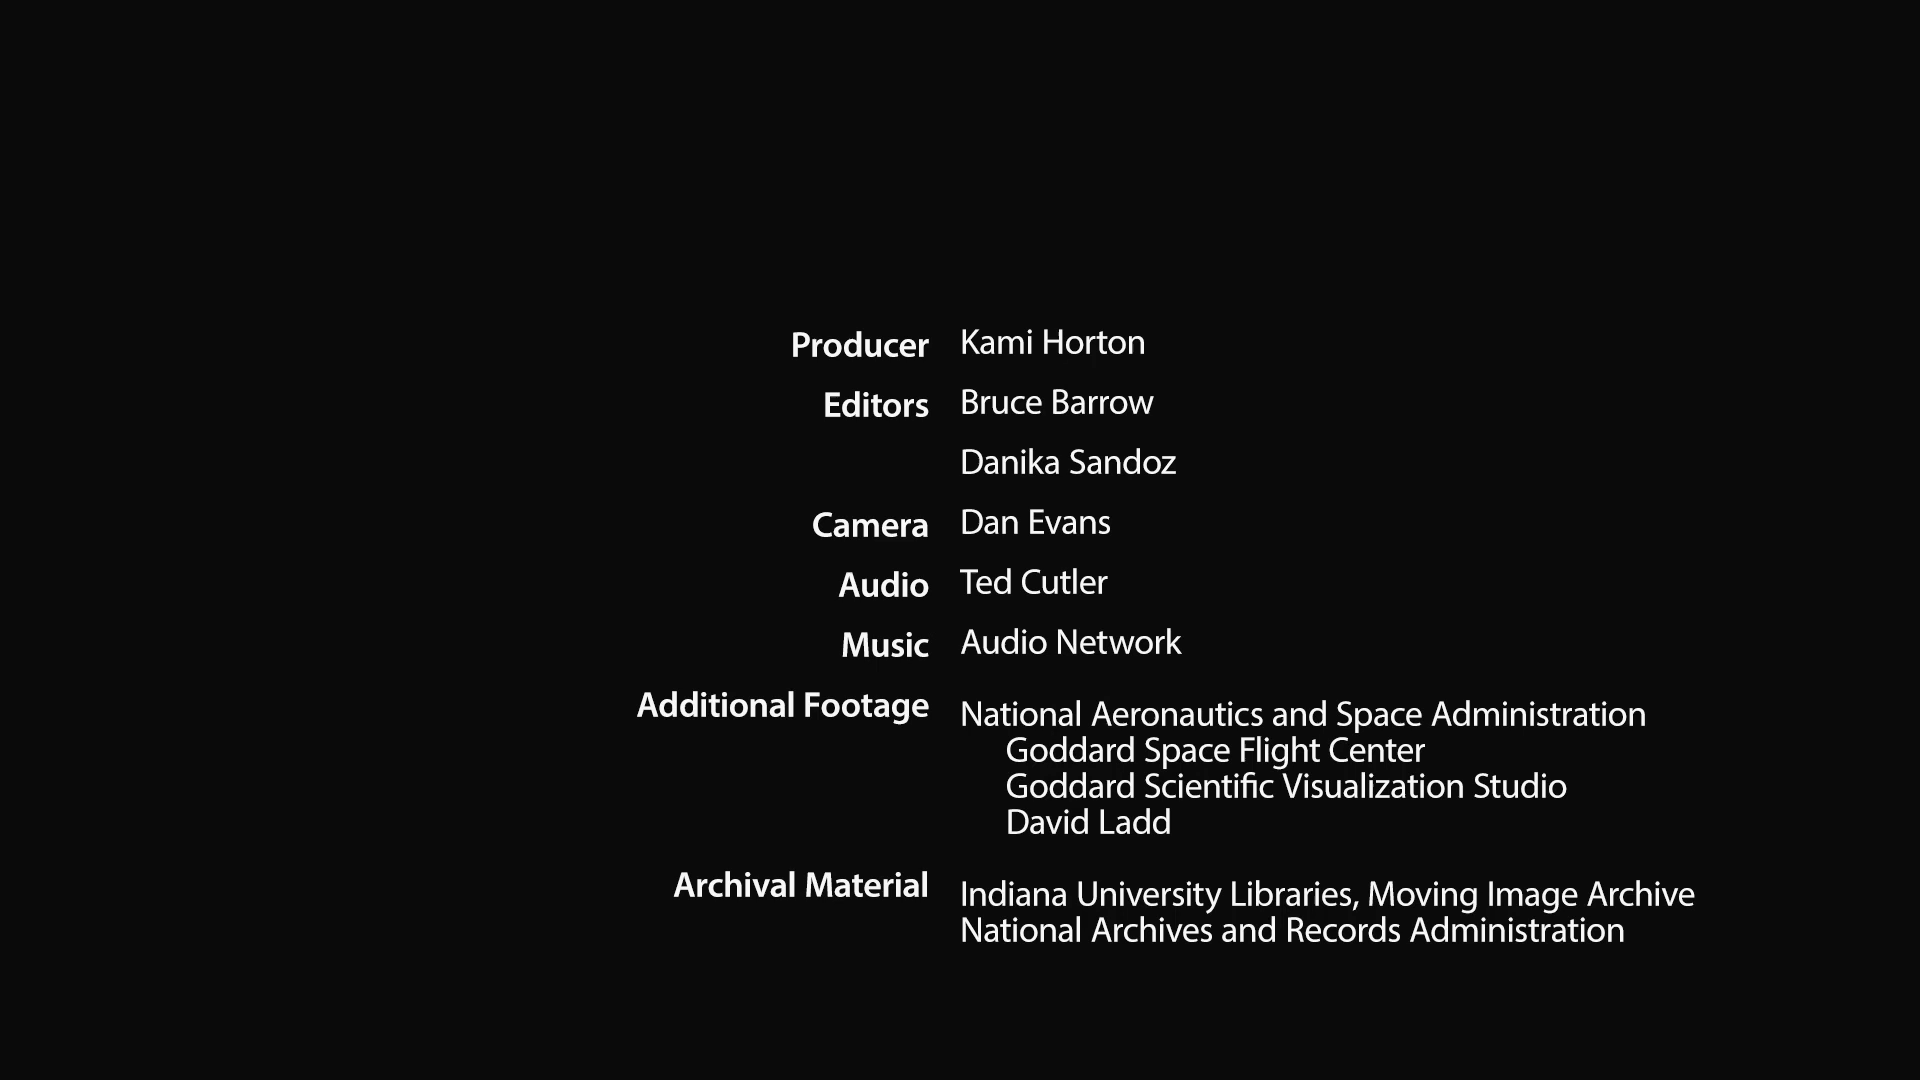 Producer Kami Horton
Editors Bruce Barrow
Danika Sandoz
Camera Dan Evans
Audio Ted Cutler
Music Audio Network
Additional Footage National Aeronautics and Space Administration
Goddard Space Flight Center
Goddard Scientific Visualization Studio
David Ladd
Archival Material Indiana University Libraries, Moving Image Archive
National Archives and Records Administration